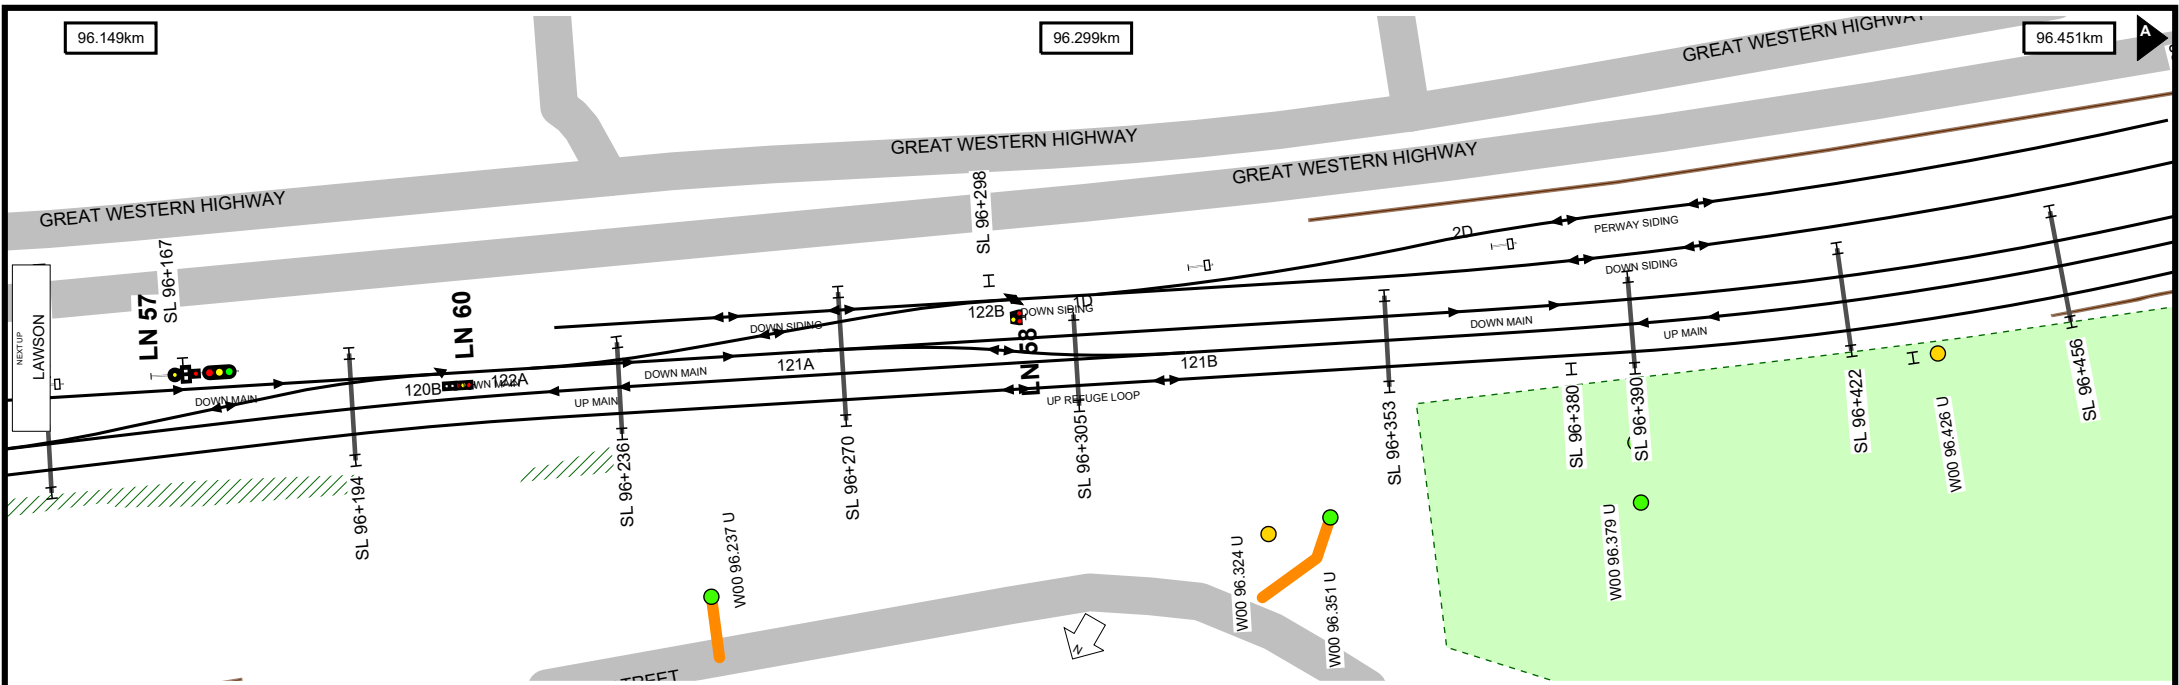 96.149km
96.299km
96.451km
A
GREAT WESTERN HIGHWAY
GREAT WESTERN HIGHWAY
GREAT WESTERN HIGHWAY
GREAT WESTERN HIGHWAY
SL 96+167
SL 96+298
LN 57
LN 60
LN 58
NEXT UP
LAWSON
2D
PERWAY SIDING
DOWN SIDING
1D
122B
DOWN SIDING
DOWN SIDING
DOWN MAIN
UP MAIN
121A
121B
DOWN MAIN
120B
DOWN MAIN
122A
DOWN MAIN
UP MAIN
UP REFUGE LOOP
SL 96+194
SL 96+236
SL 96+270
SL 96+305
SL 96+353
SL 96+380
SL 96+390
SL 96+422
SL 96+456
W00 96.237 U
W00 96.324 U
W00 96.351 U
W00 96.379 U
W00 96.426 U
N